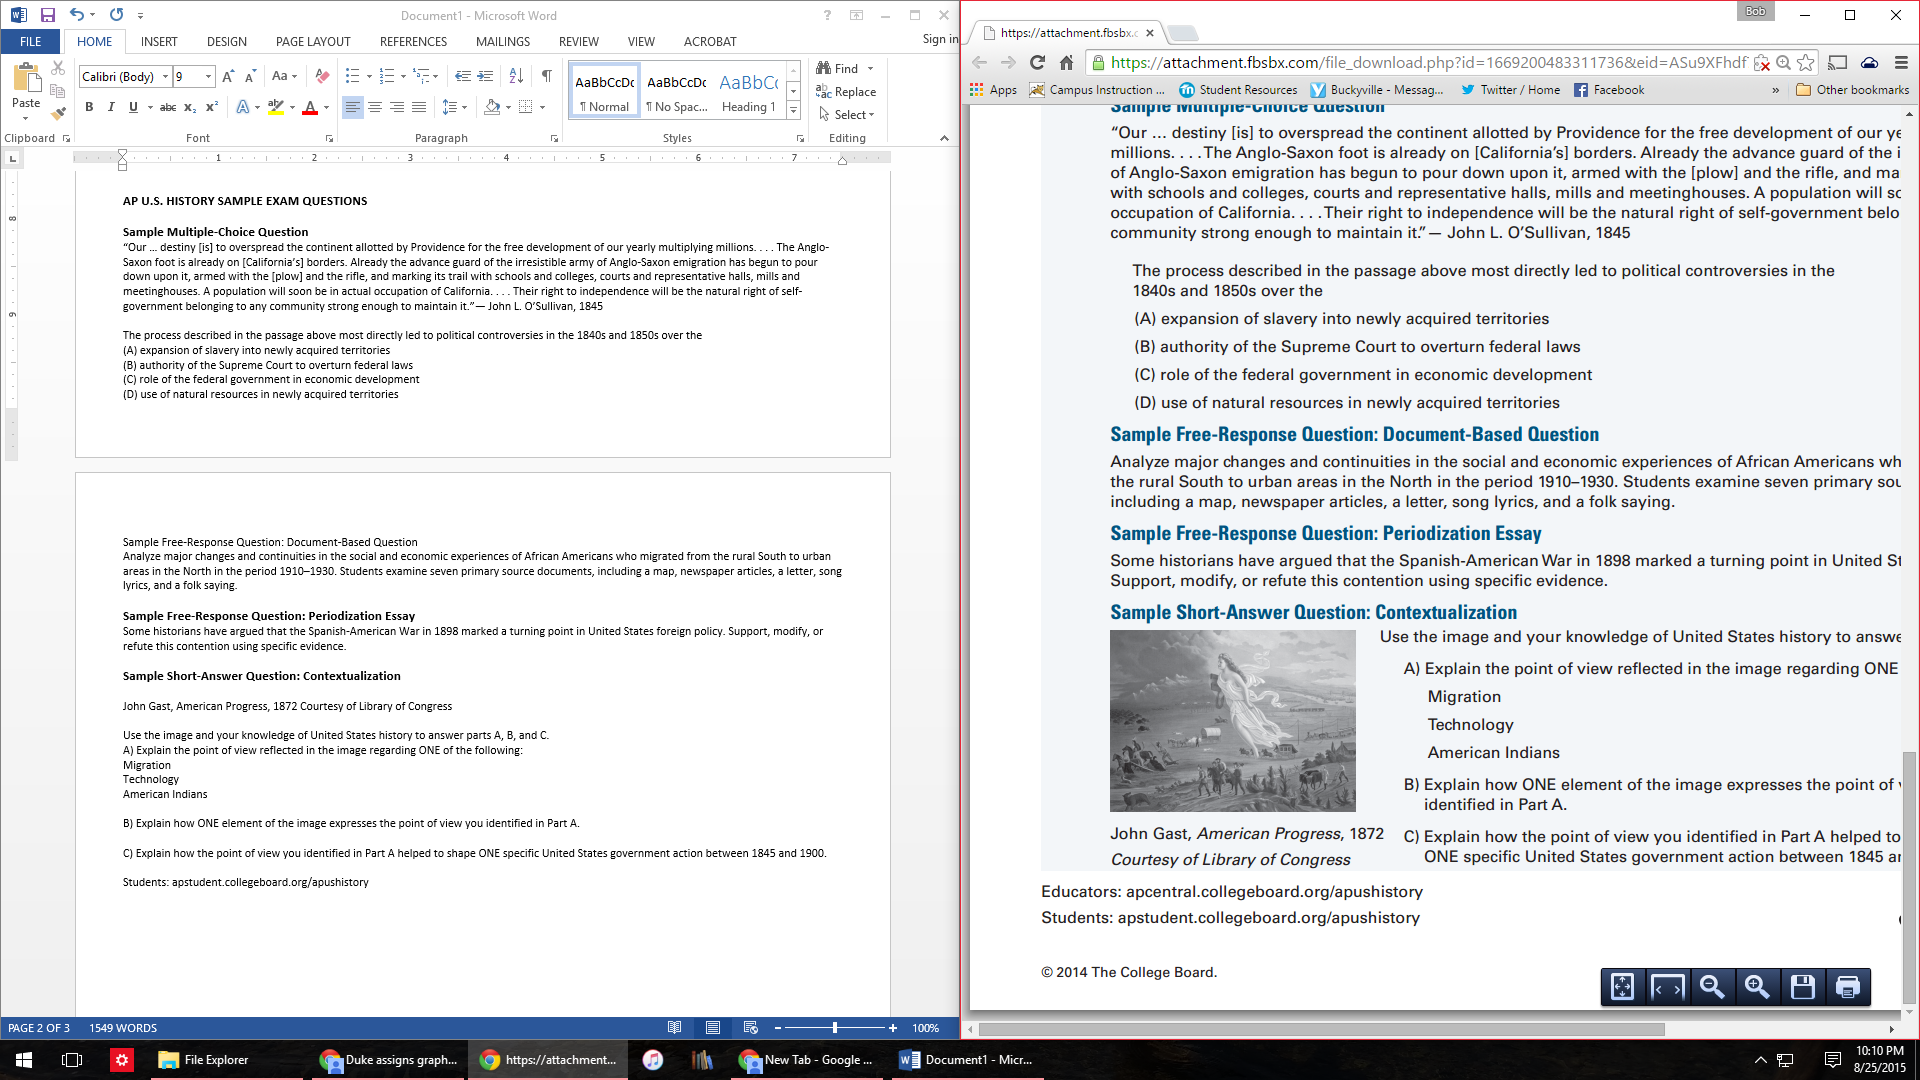 Document1 - Microsoft Word
FILE HOME INSERT DESIGN PAGE LAYOUT REFERENCES MAILINGS REVIEW VIEW ACROBAT Sign in
Paste
Calibri (Body) 9
Find
Replace
Select
AaBbCcDc AaBbCcDc AaBbCc
¶ Normal ¶ No Spac... Heading 1
Clipboard Font Paragraph Styles Editing
1 2 3 4 5 6 7
8
9
AP U.S. HISTORY SAMPLE EXAM QUESTIONS
Sample Multiple-Choice Question
“Our … destiny [is] to overspread the continent allotted by Providence for the free development of our yearly multiplying millions. . . . The Anglo-
Saxon foot is already on [California’s] borders. Already the advance guard of the irresistible army of Anglo-Saxon emigration has begun to pour
down upon it, armed with the [plow] and the rifle, and marking its trail with schools and colleges, courts and representative halls, mills and
meetinghouses. A population will soon be in actual occupation of California. . . . Their right to independence will be the natural right of self-
government belonging to any community strong enough to maintain it.”— John L. O’Sullivan, 1845
The process described in the passage above most directly led to political controversies in the 1840s and 1850s over the
(A) expansion of slavery into newly acquired territories
(B) authority of the Supreme Court to overturn federal laws
(C) role of the federal government in economic development
(D) use of natural resources in newly acquired territories
Sample Free-Response Question: Document-Based Question
Analyze major changes and continuities in the social and economic experiences of African Americans who migrated from the rural South to urban
areas in the North in the period 1910–1930. Students examine seven primary source documents, including a map, newspaper articles, a letter, song
lyrics, and a folk saying.
Sample Free-Response Question: Periodization Essay
Some historians have argued that the Spanish-American War in 1898 marked a turning point in United States foreign policy. Support, modify, or
refute this contention using specific evidence.
Sample Short-Answer Question: Contextualization
John Gast, American Progress, 1872 Courtesy of Library of Congress
Use the image and your knowledge of United States history to answer parts A, B, and C.
A) Explain the point of view reflected in the image regarding ONE of the following:
Migration
Technology
American Indians
B) Explain how ONE element of the image expresses the point of view you identified in Part A.
C) Explain how the point of view you identified in Part A helped to shape ONE specific United States government action between 1845 and 1900.
Students: apstudent.collegeboard.org/apushistory
PAGE 2 OF 3 1549 WORDS 100%
Bob
https://attachment.fbsbx.c
https://attachment.fbsbx.com/file_download.php?id=1669200483311736&eid=ASu9XFhdf
Apps Campus Instruction ... Student Resources Buckyville - Messag... Twitter / Home Facebook » Other bookmarks
Sample Multiple-Choice Question
“Our … destiny [is] to overspread the continent allotted by Providence for the free development of our ye
millions. . . . The Anglo-Saxon foot is already on [California’s] borders. Already the advance guard of the i
of Anglo-Saxon emigration has begun to pour down upon it, armed with the [plow] and the rifle, and ma
with schools and colleges, courts and representative halls, mills and meetinghouses. A population will so
occupation of California. . . . Their right to independence will be the natural right of self-government belo
community strong enough to maintain it.”— John L. O’Sullivan, 1845
The process described in the passage above most directly led to political controversies in the
1840s and 1850s over the
(A) expansion of slavery into newly acquired territories
(B) authority of the Supreme Court to overturn federal laws
(C) role of the federal government in economic development
(D) use of natural resources in newly acquired territories
Sample Free-Response Question: Document-Based Question
Analyze major changes and continuities in the social and economic experiences of African Americans wh
the rural South to urban areas in the North in the period 1910–1930. Students examine seven primary sou
including a map, newspaper articles, a letter, song lyrics, and a folk saying.
Sample Free-Response Question: Periodization Essay
Some historians have argued that the Spanish-American War in 1898 marked a turning point in United St
Support, modify, or refute this contention using specific evidence.
Sample Short-Answer Question: Contextualization
Use the image and your knowledge of United States history to answe
A) Explain the point of view reflected in the image regarding ONE
Migration
Technology
American Indians
B) Explain how ONE element of the image expresses the point of v
identified in Part A.
John Gast, American Progress, 1872
Courtesy of Library of Congress
C) Explain how the point of view you identified in Part A helped to
ONE specific United States government action between 1845 an
Educators: apcentral.collegeboard.org/apushistory
Students: apstudent.collegeboard.org/apushistory
© 2014 The College Board.
File Explorer Duke assigns graph... https://attachment... New Tab - Google ... Document1 - Micr...
10:10 PM
8/25/2015